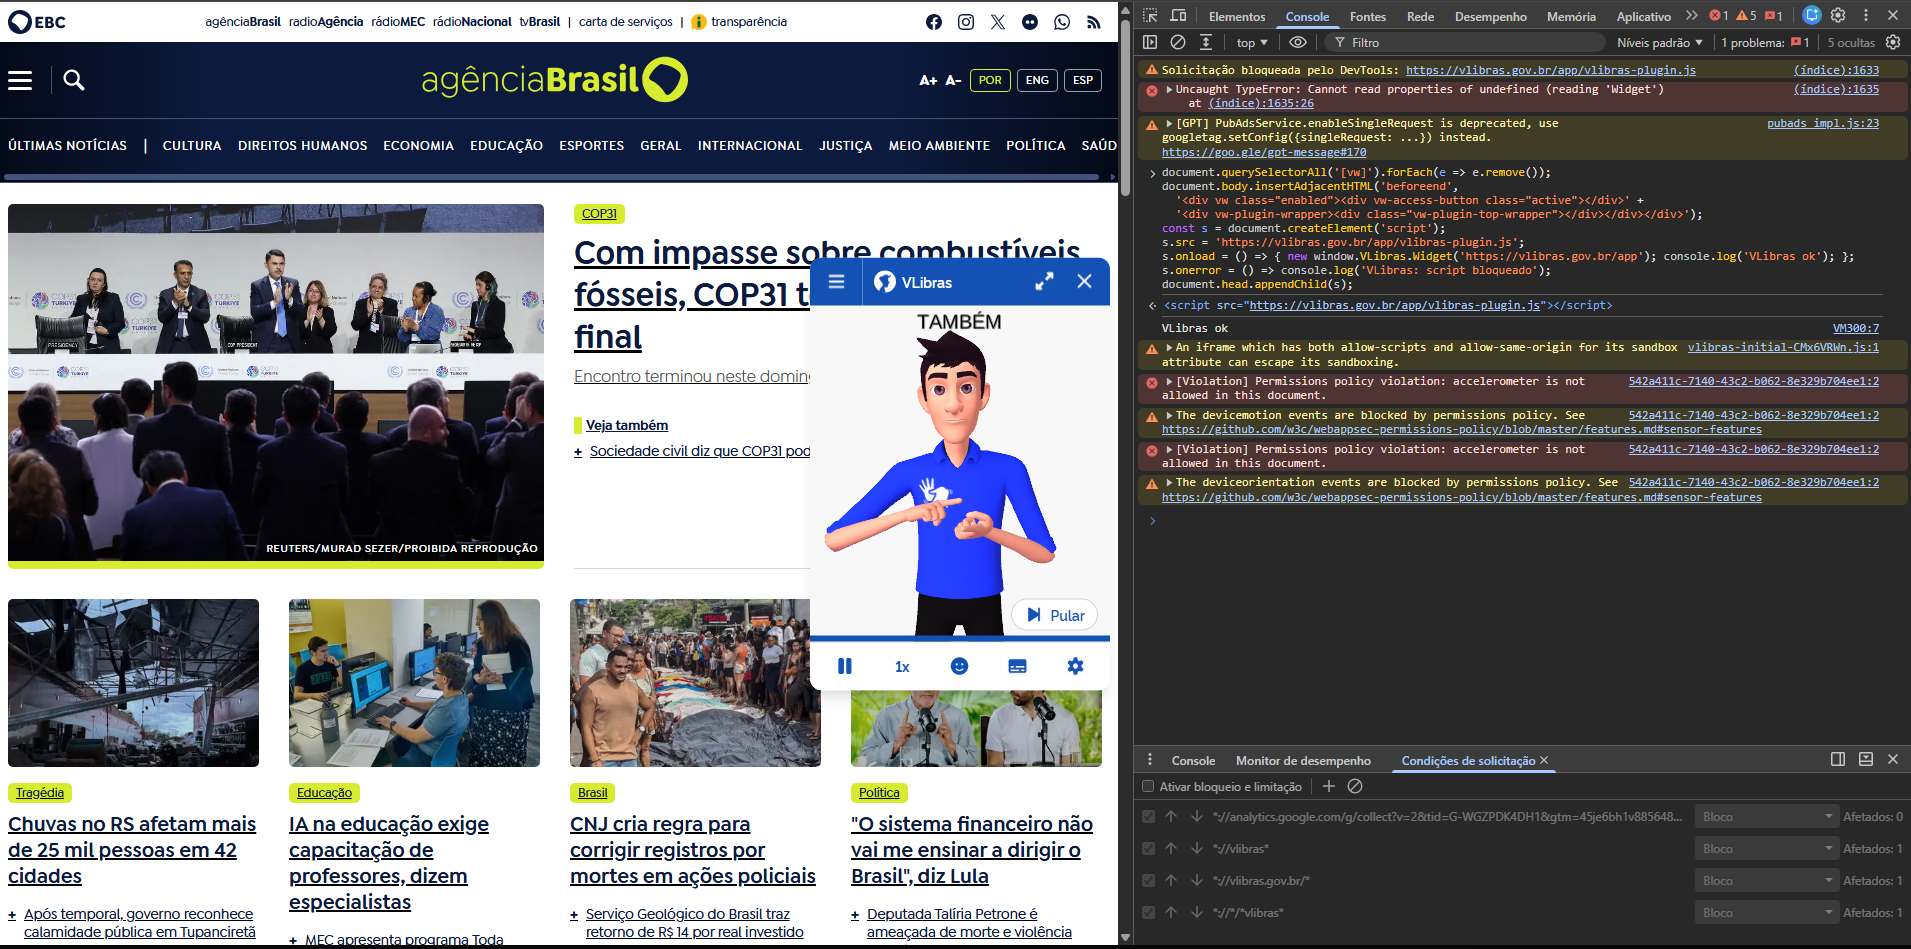 EBC
agênciaBrasil radioAgência rádioMEC rádioNacional tvBrasil | carta de serviços | transparência
agênciaBrasil
A+ A- POR ENG ESP
ÚLTIMAS NOTÍCIAS | CULTURA DIREITOS HUMANOS ECONOMIA EDUCAÇÃO ESPORTES GERAL INTERNACIONAL JUSTIÇA MEIO AMBIENTE POLÍTICA SAÚD
REUTERS/MURAD SEZER/PROIBIDA REPRODUÇÃO
COP31
Com impasse sobre combustíveis
fósseis, COP31 t
final
Encontro terminou neste doming
Veja também
+ Sociedade civil diz que COP31 pod
VLibras
TAMBÉM
Pular
1x
Tragédia
Chuvas no RS afetam mais
de 25 mil pessoas em 42
cidades
+ Após temporal, governo reconhece
calamidade pública em Tupanciretã
Educação
IA na educação exige
capacitação de
professores, dizem
especialistas
+ MEC apresenta programa Toda
Brasil
CNJ cria regra para
corrigir registros por
mortes em ações policiais
+ Serviço Geológico do Brasil traz
retorno de R$ 14 por real investido
Política
"O sistema financeiro não
vai me ensinar a dirigir o
Brasil", diz Lula
+ Deputada Talíria Petrone é
ameaçada de morte e violência
Elementos Console Fontes Rede Desempenho Memória Aplicativo 1 5 1
top Filtro Níveis padrão 1 problema: 1 5 ocultas
Solicitação bloqueada pelo DevTools: https://vlibras.gov.br/app/vlibras-plugin.js (índice):1633
Uncaught TypeError: Cannot read properties of undefined (reading 'Widget') (índice):1635
at (índice):1635:26
[GPT] PubAdsService.enableSingleRequest is deprecated, use pubads_impl.js:23
googletag.setConfig({singleRequest: ...}) instead.
https://goo.gle/gpt-message#170
document.querySelectorAll('[vw]').forEach(e => e.remove());
document.body.insertAdjacentHTML('beforeend',
'<div vw class="enabled"><div vw-access-button class="active"></div>' +
'<div vw-plugin-wrapper><div class="vw-plugin-top-wrapper"></div></div></div>');
const s = document.createElement('script');
s.src = 'https://vlibras.gov.br/app/vlibras-plugin.js';
s.onload = () => { new window.VLibras.Widget('https://vlibras.gov.br/app'); console.log('VLibras ok'); };
s.onerror = () => console.log('VLibras: script bloqueado');
document.head.appendChild(s);
<script src="https://vlibras.gov.br/app/vlibras-plugin.js"></script>
VLibras ok VM300:7
An iframe which has both allow-scripts and allow-same-origin for its sandbox vlibras-initial-CMx6VRWn.js:1
attribute can escape its sandboxing.
[Violation] Permissions policy violation: accelerometer is not 542a411c-7140-43c2-b062-8e329b704ee1:2
allowed in this document.
The devicemotion events are blocked by permissions policy. See 542a411c-7140-43c2-b062-8e329b704ee1:2
https://github.com/w3c/webappsec-permissions-policy/blob/master/features.md#sensor-features
[Violation] Permissions policy violation: accelerometer is not 542a411c-7140-43c2-b062-8e329b704ee1:2
allowed in this document.
The deviceorientation events are blocked by permissions policy. See 542a411c-7140-43c2-b062-8e329b704ee1:2
https://github.com/w3c/webappsec-permissions-policy/blob/master/features.md#sensor-features
Console Monitor de desempenho Condições de solicitação
Ativar bloqueio e limitação
*://analytics.google.com/g/collect?v=2&tid=G-WGZPDK4DH1&gtm=45je6bh1v885648... Bloco Afetados: 0
*://vlibras* Bloco Afetados: 1
*://vlibras.gov.br/* Bloco Afetados: 1
*://*/*vlibras* Bloco Afetados: 1